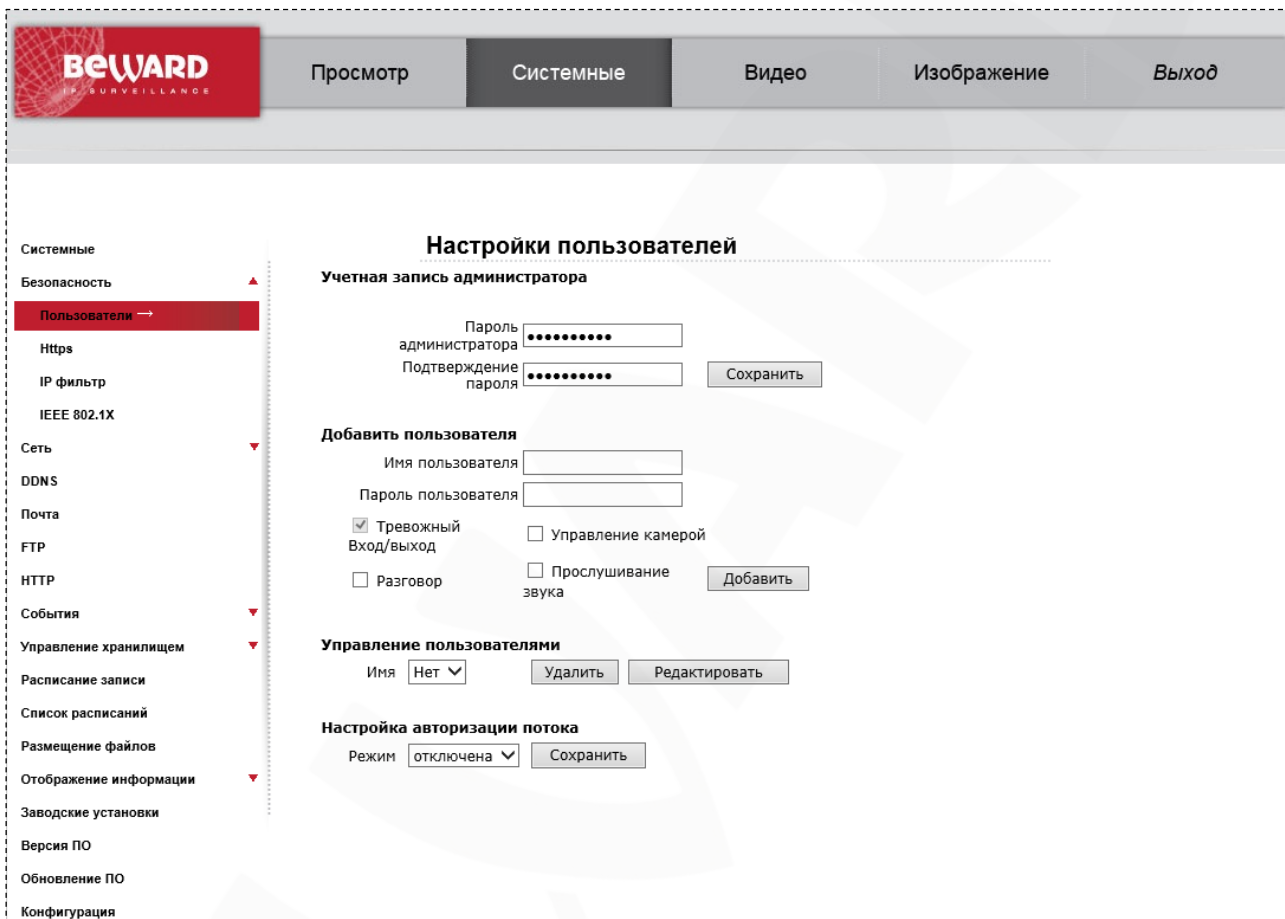 BEWARD
IP SURVEILLANCE
Просмотр
Системные
Видео
Изображение
Выход
Системные
Безопасность
Пользователи →
Https
IP фильтр
IEEE 802.1X
Сеть
DDNS
Почта
FTP
HTTP
События
Управление хранилищем
Расписание записи
Список расписаний
Размещение файлов
Отображение информации
Заводские установки
Версия ПО
Обновление ПО
Конфигурация
Настройки пользователей
Учетная запись администратора
Пароль
администратора ••••••••••
Подтверждение
пароля •••••••••• Сохранить
Добавить пользователя
Имя пользователя
Пароль пользователя
Тревожный
Вход/выход
Управление камерой
Разговор
Прослушивание
звука
Добавить
Управление пользователями
Имя Нет Удалить Редактировать
Настройка авторизации потока
Режим отключена Сохранить